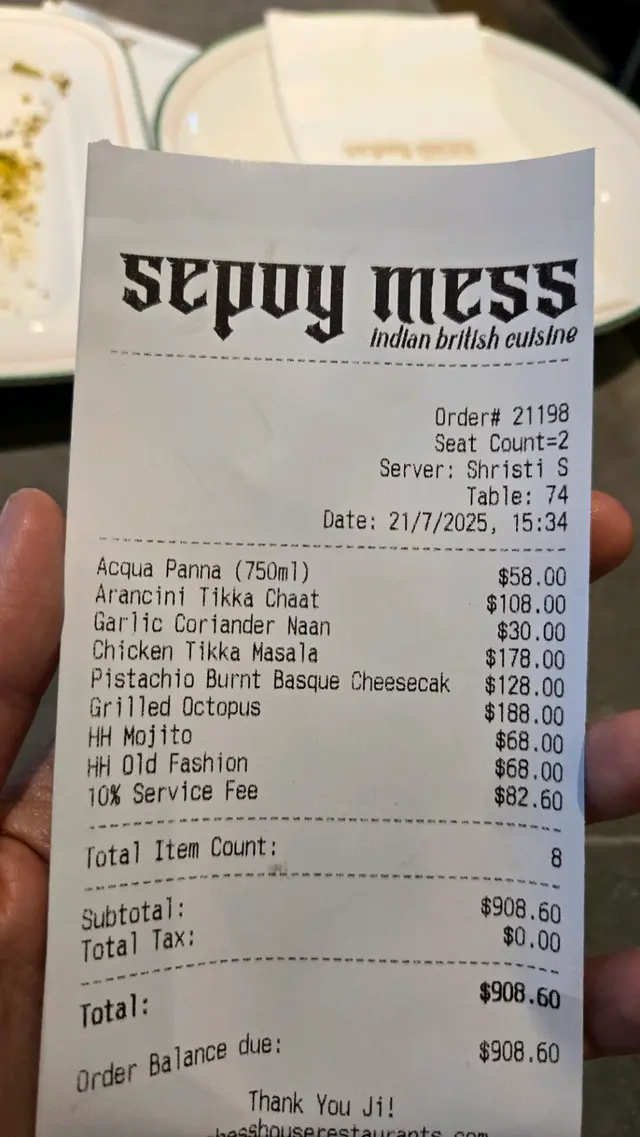 sepoy mess
indian british cuisine
Order# 21198
Seat Count=2
Server: Shristi S
Table: 74
Date: 21/7/2025, 15:34
Acqua Panna (750ml) $58.00
Arancini Tikka Chaat $108.00
Garlic Coriander Naan $30.00
Chicken Tikka Masala $178.00
Pistachio Burnt Basque Cheesecak $128.00
Grilled Octopus $188.00
HH Mojito $68.00
HH Old Fashion $68.00
10% Service Fee $82.60
Total Item Count: 8
Subtotal: $908.60
Total Tax: $0.00
Total: $908.60
Order Balance due: $908.60
Thank You Ji!